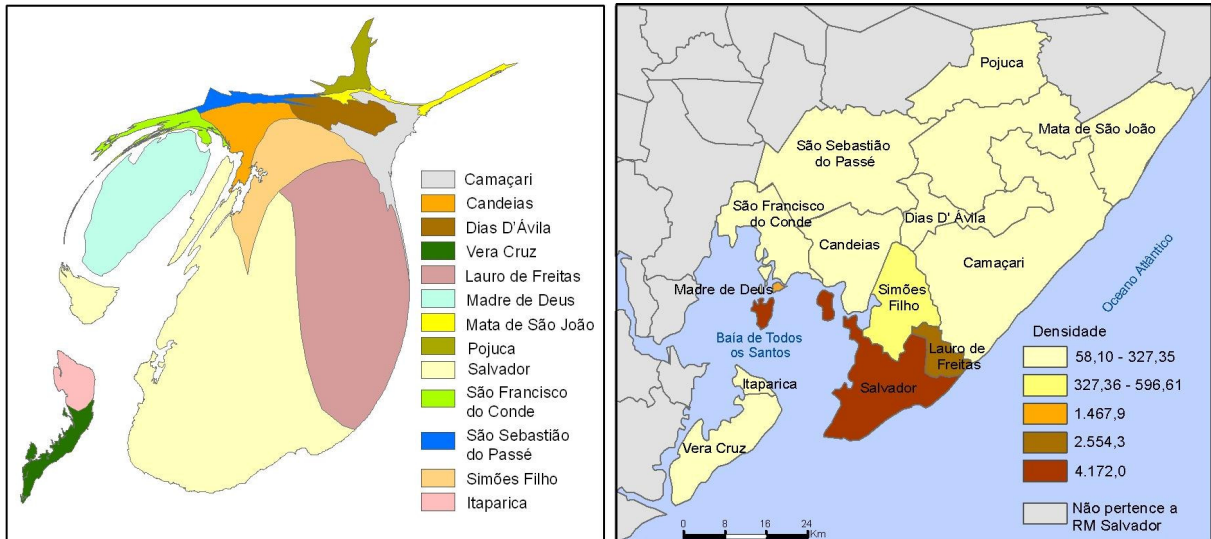 Camaçari
Candeias
Dias D'Ávila
Vera Cruz
Lauro de Freitas
Madre de Deus
Mata de São João
Pojuca
Salvador
São Francisco
do Conde
São Sebastião
do Passé
Simões Filho
Itaparica
Pojuca
Mata de São João
São Sebastião
do Passé
São Francisco
do Conde
Dias D' Ávila
Candeias
Camaçari
Madre de Deus
Simões
Filho
Oceano Atlântico
Baía de Todos
os Santos
Lauro de
Freitas
Itaparica
Salvador
Vera Cruz
Densidade
58,10 - 327,35
327,36 - 596,61
1.467,9
2.554,3
4.172,0
Não pertence a
RM Salvador
0 8 16 24
Km